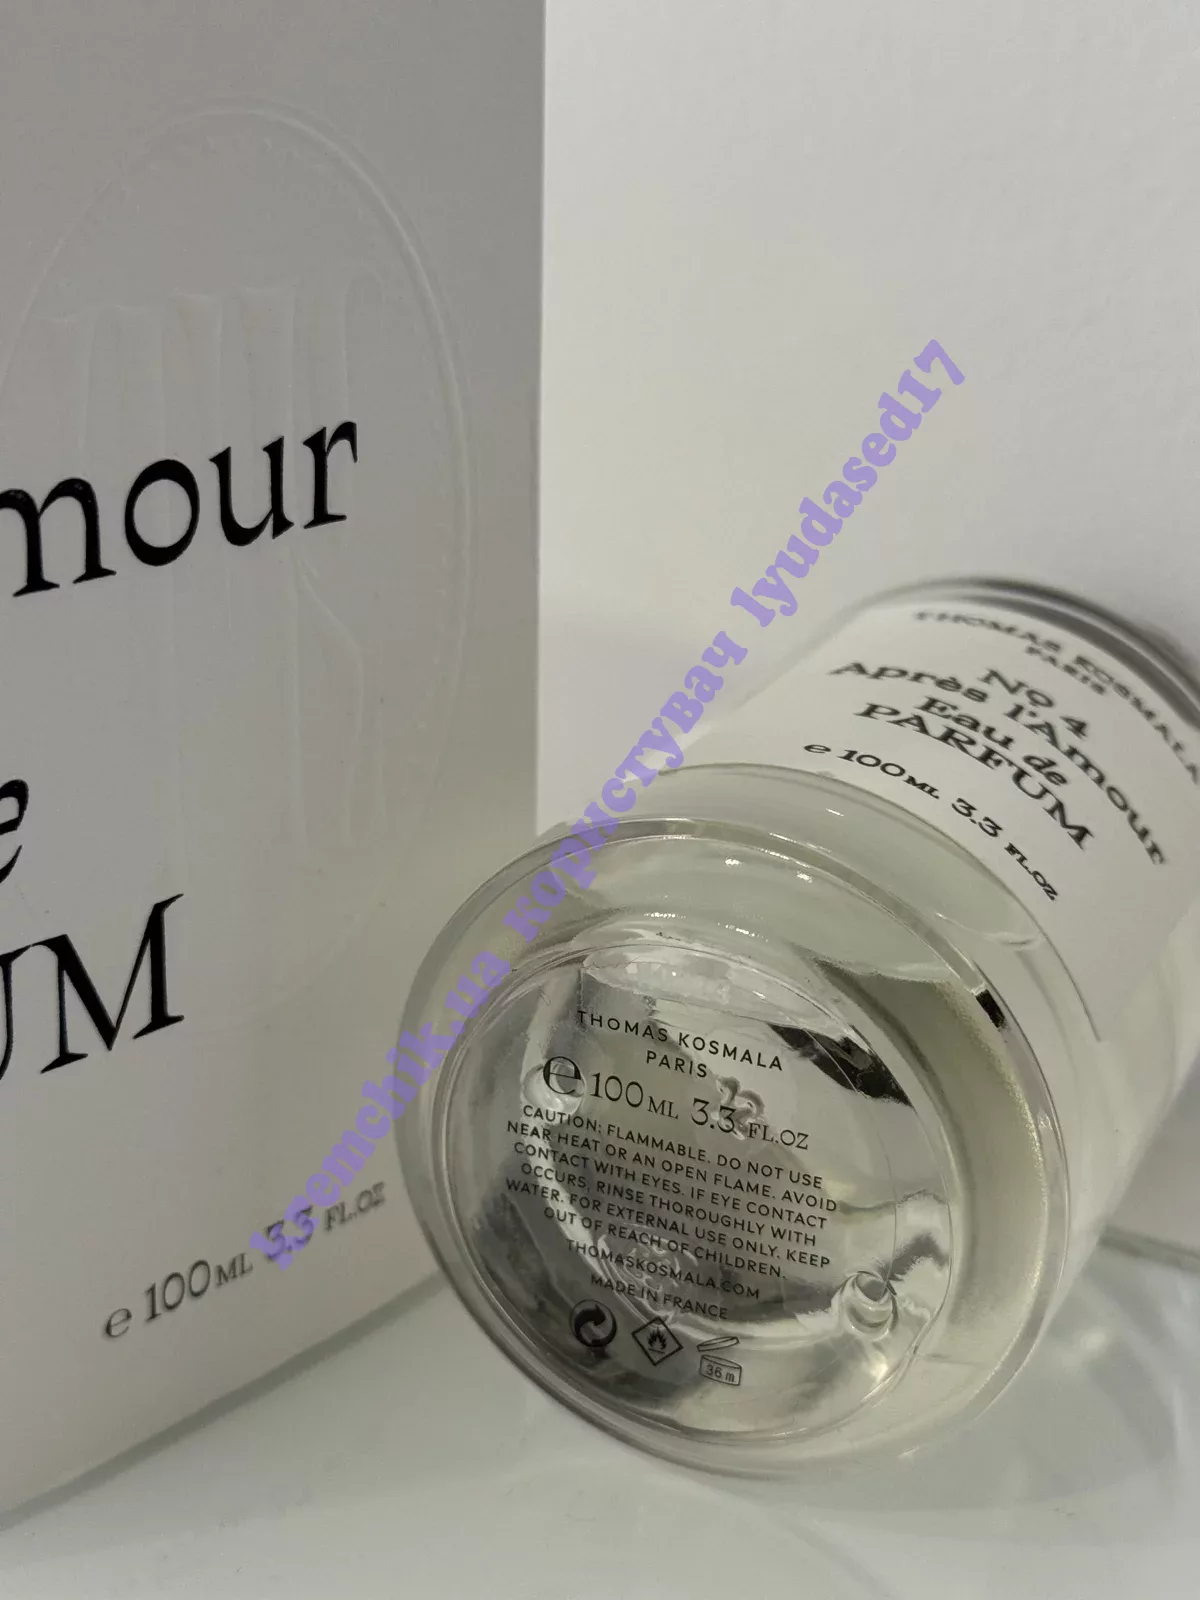 mour
e
UM
e 100ML 3.3 FL.OZ
THOMAS KOSMALA
PARIS
No 4
Après l'Amour
Eau de
PARFUM
e 100ML 3.3 FL.OZ
THOMAS KOSMALA
PARIS
e 100ML 3.3 FL.OZ
CAUTION: FLAMMABLE. DO NOT USE
NEAR HEAT OR AN OPEN FLAME. AVOID
CONTACT WITH EYES. IF EYE CONTACT
OCCURS, RINSE THOROUGHLY WITH
WATER. FOR EXTERNAL USE ONLY. KEEP
OUT OF REACH OF CHILDREN.
THOMASKOSMALA.COM
MADE IN FRANCE
36 m
vsemchik.ua користувач lyudased17